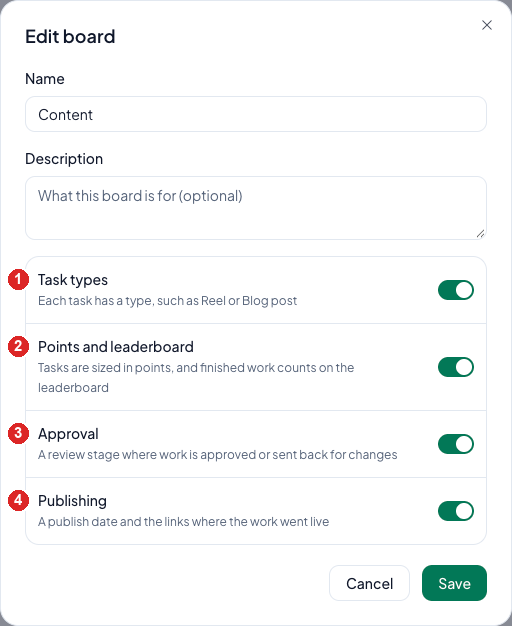 Edit board
Name
Content
Description
What this board is for (optional)
1 Task types
Each task has a type, such as Reel or Blog post
2 Points and leaderboard
Tasks are sized in points, and finished work counts on the
leaderboard
3 Approval
A review stage where work is approved or sent back for changes
4 Publishing
A publish date and the links where the work went live
Cancel Save